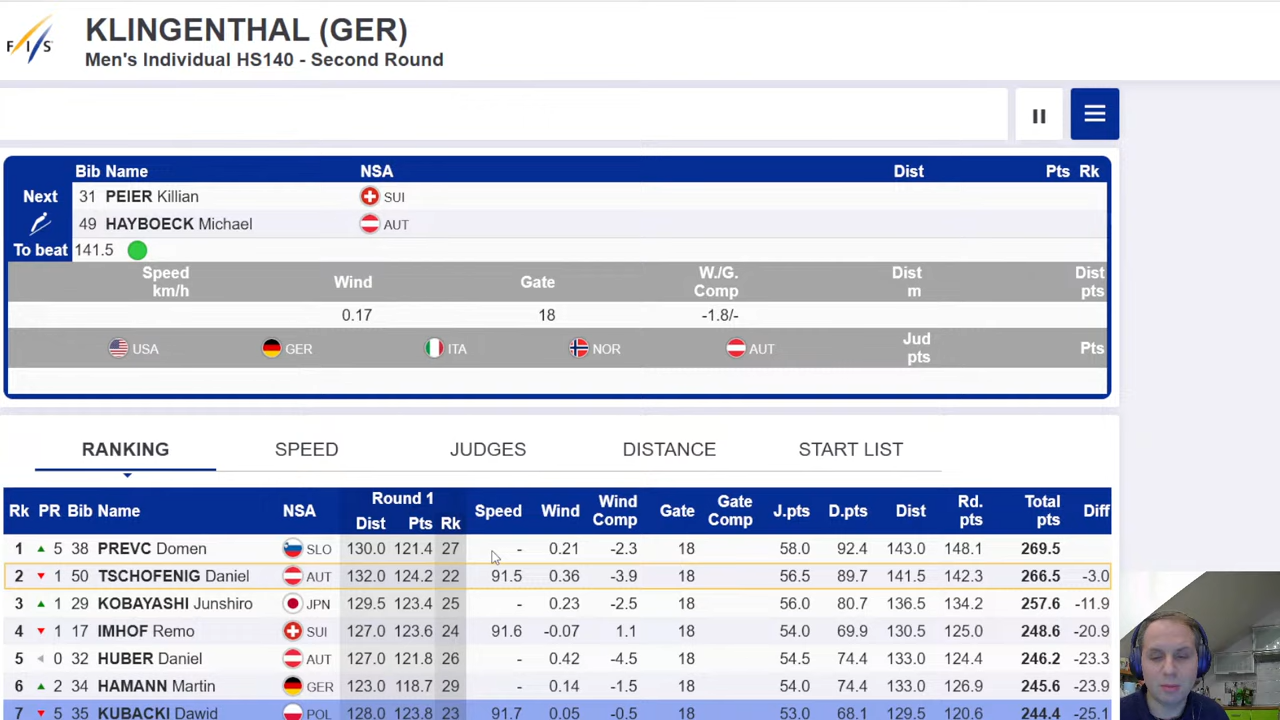 FIS
KLINGENTHAL (GER)
Men's Individual HS140 - Second Round
Bib Name NSA Dist Pts Rk
Next 31 PEIER Killian SUI
49 HAYBOECK Michael AUT
To beat 141.5
Speed km/h Wind Gate W./G. Comp Dist m Dist pts
0.17 18 -1.8/-
USA GER ITA NOR AUT Jud pts Pts
RANKING SPEED JUDGES DISTANCE START LIST
Rk PR Bib Name NSA Round 1 Dist Pts Rk Speed Wind Wind Comp Gate Gate Comp J.pts D.pts Dist Rd. pts Total pts Diff
1 5 38 PREVC Domen SLO 130.0 121.4 27 - 0.21 -2.3 18 58.0 92.4 143.0 148.1 269.5
2 1 50 TSCHOFENIG Daniel AUT 132.0 124.2 22 91.5 0.36 -3.9 18 56.5 89.7 141.5 142.3 266.5 -3.0
3 1 29 KOBAYASHI Junshiro JPN 129.5 123.4 25 - 0.23 -2.5 18 56.0 80.7 136.5 134.2 257.6 -11.9
4 1 17 IMHOF Remo SUI 127.0 123.6 24 91.6 -0.07 1.1 18 54.0 69.9 130.5 125.0 248.6 -20.9
5 0 32 HUBER Daniel AUT 127.0 121.8 26 - 0.42 -4.5 18 54.5 74.4 133.0 124.4 246.2 -23.3
6 2 34 HAMANN Martin GER 123.0 118.7 29 - 0.14 -1.5 18 54.0 74.4 133.0 126.9 245.6 -23.9
7 5 35 KUBACKI Dawid POL 128.0 123.8 23 91.7 0.05 -0.5 18 53.0 68.1 129.5 120.6 244.4 -25.1